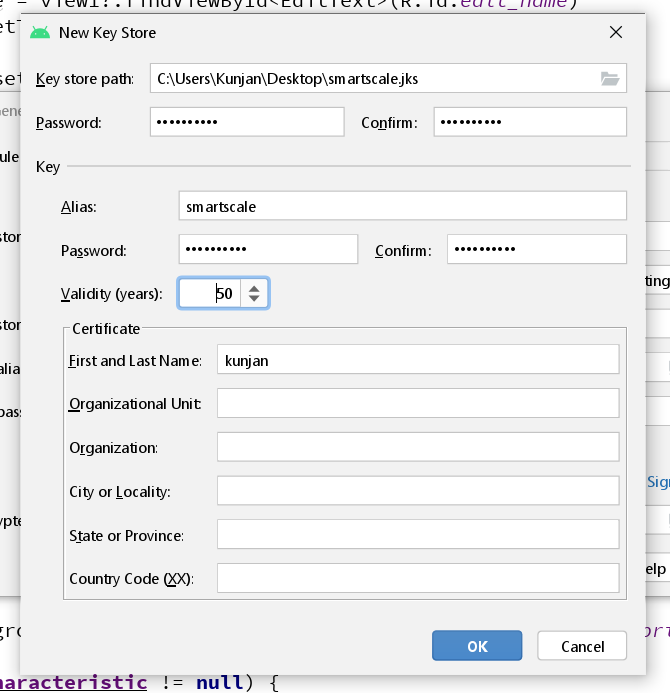 = view1?.findViewById<EditText>(R.id.edit_name)
New Key Store
Key store path: C:\Users\Kunjan\Desktop\smartscale.jks
Password: •••••••••• Confirm: ••••••••••
Key
Alias: smartscale
Password: •••••••••• Confirm: ••••••••••
Validity (years): 50
Certificate
First and Last Name: kunjan
Organizational Unit:
Organization:
City or Locality:
State or Province:
Country Code (XX):
OK Cancel
!= null) {